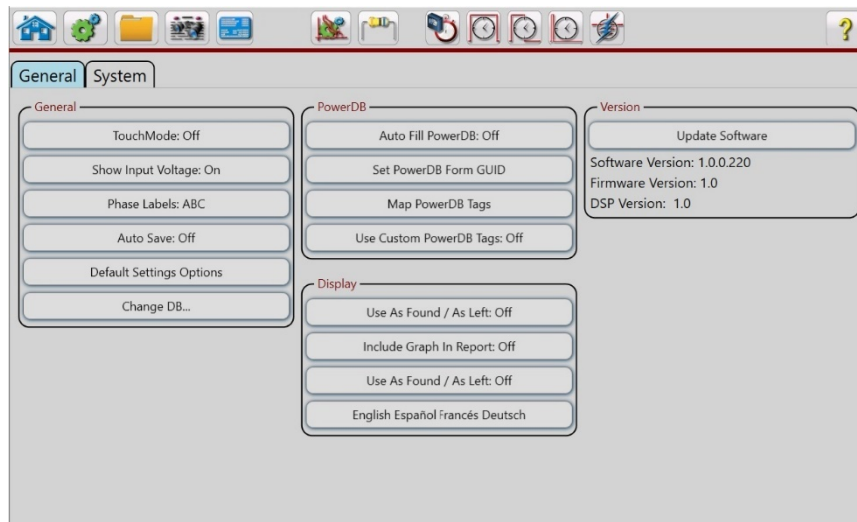 General System
General
TouchMode: Off
Show Input Voltage: On
Phase Labels: ABC
Auto Save: Off
Default Settings Options
Change DB...
PowerDB
Auto Fill PowerDB: Off
Set PowerDB Form GUID
Map PowerDB Tags
Use Custom PowerDB Tags: Off
Display
Use As Found / As Left: Off
Include Graph In Report: Off
Use As Found / As Left: Off
English Español Francés Deutsch
Version
Update Software
Software Version: 1.0.0.220
Firmware Version: 1.0
DSP Version: 1.0
?